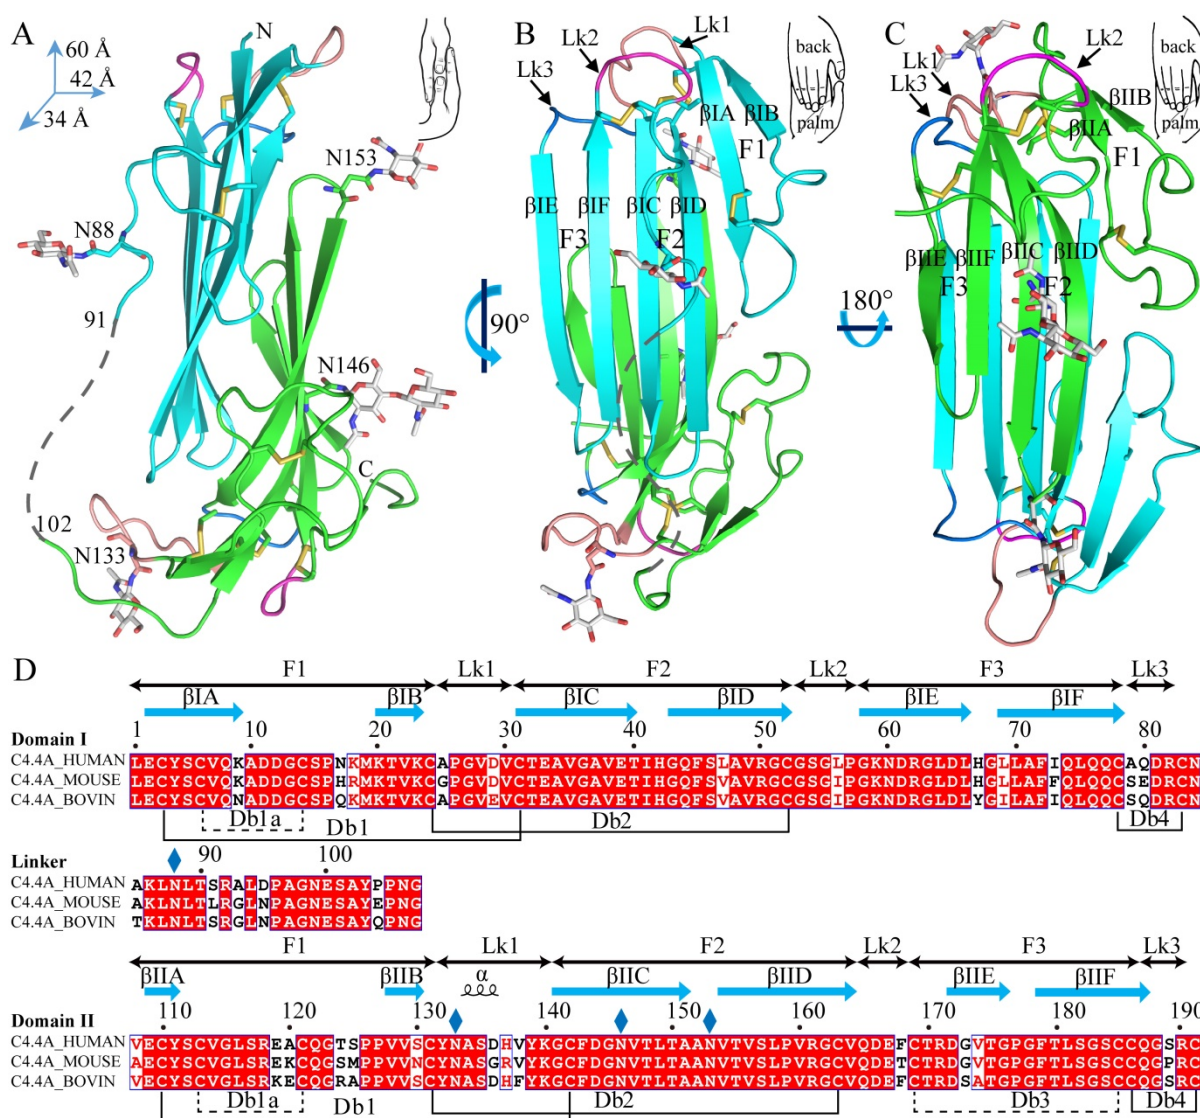 A
60 Å
42 Å
34 Å
N
N153
N88
91
N146
C
102
N133
B
Lk2
Lk1
Lk3
back
palm
βIA
βIB
F1
βIE
βIF
βIC
βID
F3
F2
90°
C
Lk2
Lk1
Lk3
back
palm
βIIB
βIIA
F1
βIIE
βIIF
βIIC
βIID
F3
F2
180°
D
F1 Lk1 F2 Lk2 F3 Lk3
βIA βIB βIC βID βIE βIF
1 10 20 30 40 50 60 70 80
Domain I
C4.4A_HUMAN LECYSCVQKADDGCSPNKMKTVKCAPGVDVCTEAVGAVETIHGQFSLAVRGCGSGLPGKNDRGLDLHGLLAFIQLQQCAQDRCN
C4.4A_MOUSE LECYSCVQKADDGCSPHRMKTVKCAPGVDVCTEAVGAVETIHGQFSVAVRGCGSGIPGKNDRGLDLHGLLAFFQLQQCSEDRCN
C4.4A_BOVIN LECYSCVQNADDGCSPQKMKTVKCGPGVEVCTEAVGAVETIHGQFSVAVRGCGSGIPGKNDRGLDLYGILAFIQLQQCSEDRCN
Db1a Db1 Db2 Db4
Linker 90 100
C4.4A_HUMAN AKLNLTSRALDPAGNESAYPPNG
C4.4A_MOUSE AKLNLTLRGLNPAGNESAYEPNG
C4.4A_BOVIN TKLNLTSRGLNPAGNESAYQPNG
F1 Lk1 F2 Lk2 F3 Lk3
βIIA βIIB α βIIC βIID βIIE βIIF
110 120 130 140 150 160 170 180 190
Domain II
C4.4A_HUMAN VECYSCVGLSREACQGTSPPVVSCYNASDHVYKGCFDGNVTLTAANVTVSLPVRGCVQDEFCTRDGVTGPGFTLSGSCCQGSRC
C4.4A_MOUSE AECYSCVGLSREKCQGSMPPVVNCYNASGRVYKGCFDGNVTLTAANVTVSLPVRGCVQDETCTRDGVTGPGFTLSGSCCQGPRC
C4.4A_BOVIN VECYSCVGLSRKECQGRAPPVVSCYNASDHFYKGCFDGNVTLTAANVTVSLPVRGCVQDEFCTRDSATGPGFTLSGSCCQGSRC
Db1a Db1 Db2 Db3 Db4